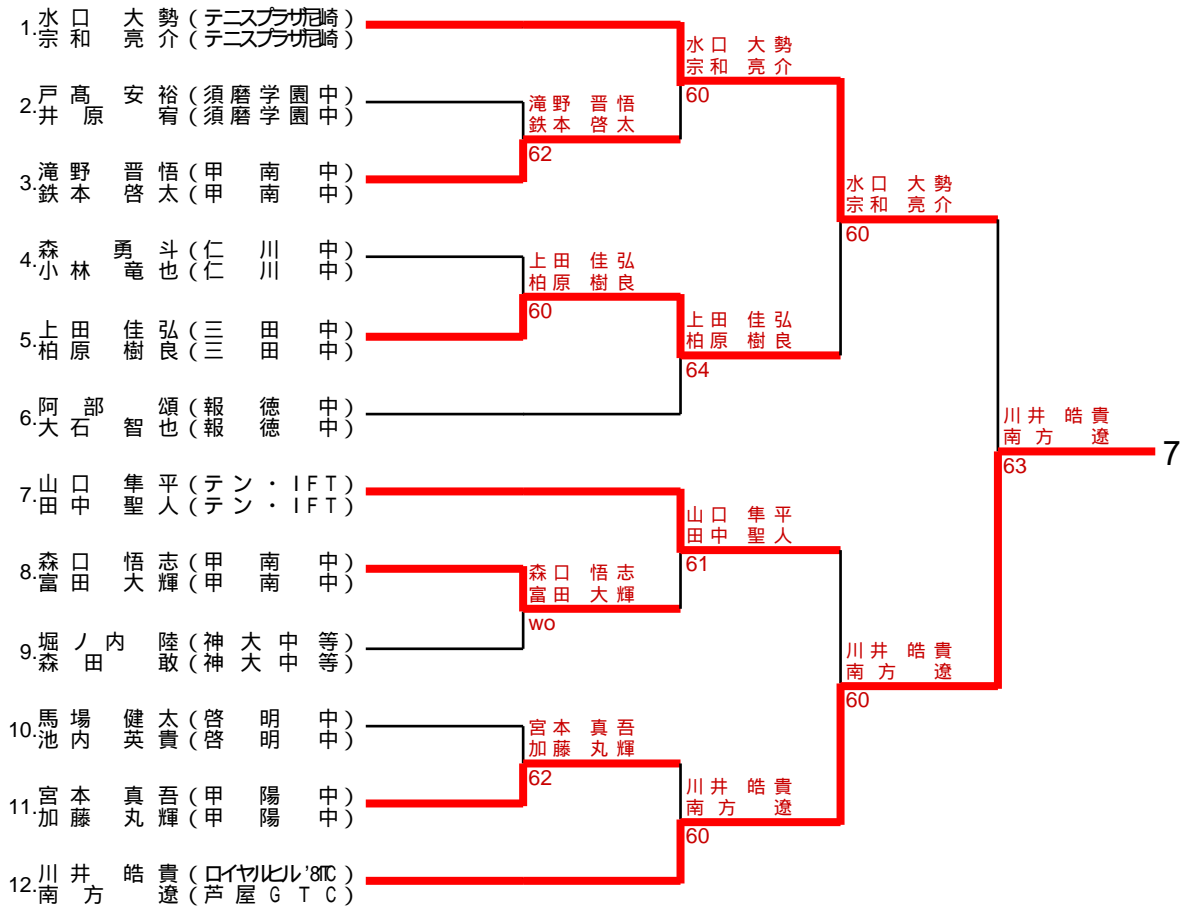 1. 水口 大勢(テニスプラザ尼崎)
宗和 亮介(テニスプラザ尼崎)
2. 戸髙 安裕(須磨学園中)
井原 宥(須磨学園中)
3. 滝野 晋悟(甲南中)
鉄本 啓太(甲南中)
4. 森 勇斗(仁川中)
小林 竜也(仁川中)
5. 上田 佳弘(三田中)
柏原 樹良(三田中)
6. 阿部 頌(報徳中)
大石 智也(報徳中)
7. 山口 隼平(テン・IFT)
田中 聖人(テン・IFT)
8. 森口 悟志(甲南中)
富田 大輝(甲南中)
9. 堀ノ内 陸(神大中等)
森田 敢(神大中等)
10. 馬場 健太(啓明中)
池内 英貴(啓明中)
11. 宮本 真吾(甲陽中)
加藤 丸輝(甲陽中)
12. 川井 皓貴(ロイヤルヒル'81TC)
南方 遼(芦屋GTC)
滝野 晋悟
鉄本 啓太
62
上田 佳弘
柏原 樹良
60
森口 悟志
富田 大輝
wo
宮本 真吾
加藤 丸輝
62
水口 大勢
宗和 亮介
60
上田 佳弘
柏原 樹良
64
山口 隼平
田中 聖人
61
川井 皓貴
南方 遼
60
水口 大勢
宗和 亮介
60
川井 皓貴
南方 遼
60
川井 皓貴
南方 遼
63
7